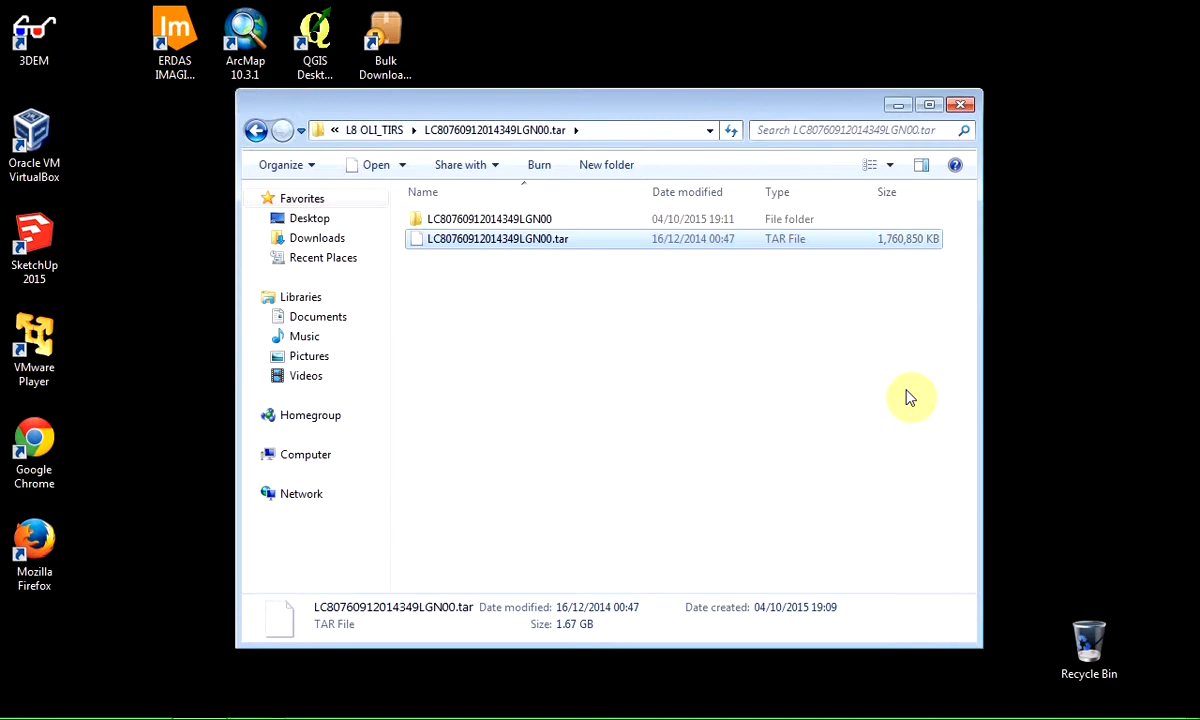 3DEM
ERDAS
IMAGI...
ArcMap
10.3.1
QGIS
Deskt...
Bulk
Downloa...
Oracle VM
VirtualBox
SketchUp
2015
VMware
Player
Google
Chrome
Mozilla
Firefox
« L8 OLI_TIRS LC80760912014349LGN00.tar
Search LC80760912014349LGN00.tar
Organize Open Share with Burn New folder
Name Date modified Type Size
LC80760912014349LGN00 04/10/2015 19:11 File folder
LC80760912014349LGN00.tar 16/12/2014 00:47 TAR File 1,760,850 KB
Favorites
Desktop
Downloads
Recent Places
Libraries
Documents
Music
Pictures
Videos
Homegroup
Computer
Network
LC80760912014349LGN00.tar Date modified: 16/12/2014 00:47 Date created: 04/10/2015 19:09
TAR File Size: 1.67 GB
Recycle Bin